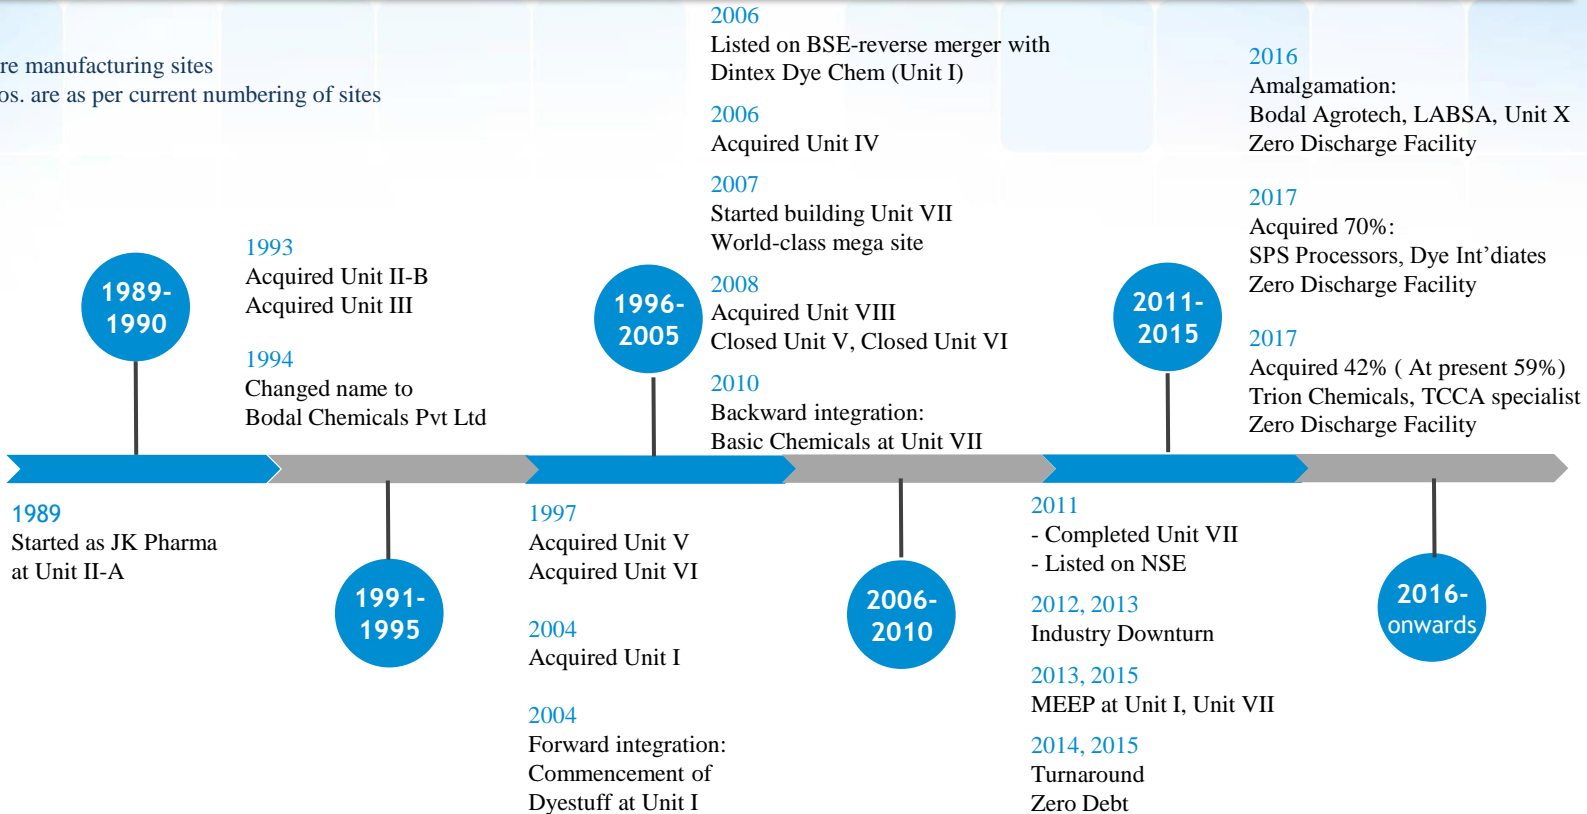 re manufacturing sites
os. are as per current numbering of sites
1989-
1990
1989
Started as JK Pharma
at Unit II-A
1993
Acquired Unit II-B
Acquired Unit III
1994
Changed name to
Bodal Chemicals Pvt Ltd
1991-
1995
1996-
2005
1997
Acquired Unit V
Acquired Unit VI
2004
Acquired Unit I
2004
Forward integration:
Commencement of
Dyestuff at Unit I
2006
Listed on BSE-reverse merger with
Dintex Dye Chem (Unit I)
2006
Acquired Unit IV
2007
Started building Unit VII
World-class mega site
2008
Acquired Unit VIII
Closed Unit V, Closed Unit VI
2010
Backward integration:
Basic Chemicals at Unit VII
2006-
2010
2011-
2015
2011
- Completed Unit VII
- Listed on NSE
2012, 2013
Industry Downturn
2013, 2015
MEEP at Unit I, Unit VII
2014, 2015
Turnaround
Zero Debt
2016
Amalgamation:
Bodal Agrotech, LABSA, Unit X
Zero Discharge Facility
2017
Acquired 70%:
SPS Processors, Dye Int’diates
Zero Discharge Facility
2017
Acquired 42% ( At present 59%)
Trion Chemicals, TCCA specialist
Zero Discharge Facility
2016-
onwards